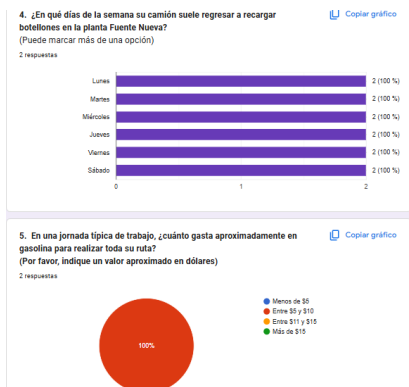 4. ¿En qué días de la semana su camión suele regresar a recargar
botellones en la planta Fuente Nueva?
(Puede marcar más de una opción)
Copiar gráfico
2 respuestas
Lunes 2 (100 %)
Martes 2 (100 %)
Miércoles 2 (100 %)
Jueves 2 (100 %)
Viernes 2 (100 %)
Sábado 2 (100 %)
0 1 2
5. En una jornada típica de trabajo, ¿cuánto gasta aproximadamente en
gasolina para realizar toda su ruta?
(Por favor, indique un valor aproximado en dólares)
Copiar gráfico
2 respuestas
Menos de $5
Entre $5 y $10
Entre $11 y $15
Más de $15
100%